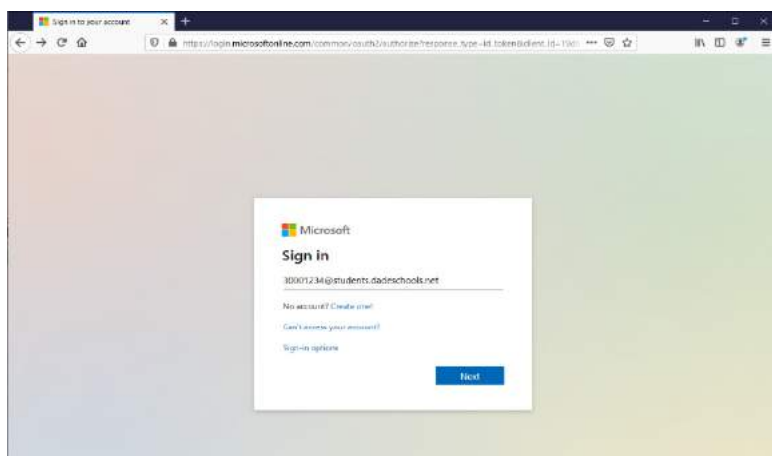 Sign in to your account
https://login.microsoftonline.com/common/oauth2/authorize?response_type=id_token&client_id=
Microsoft
Sign in
30001234@students.dadeschools.net
No account? Create one!
Can't access your account?
Sign-in options
Next